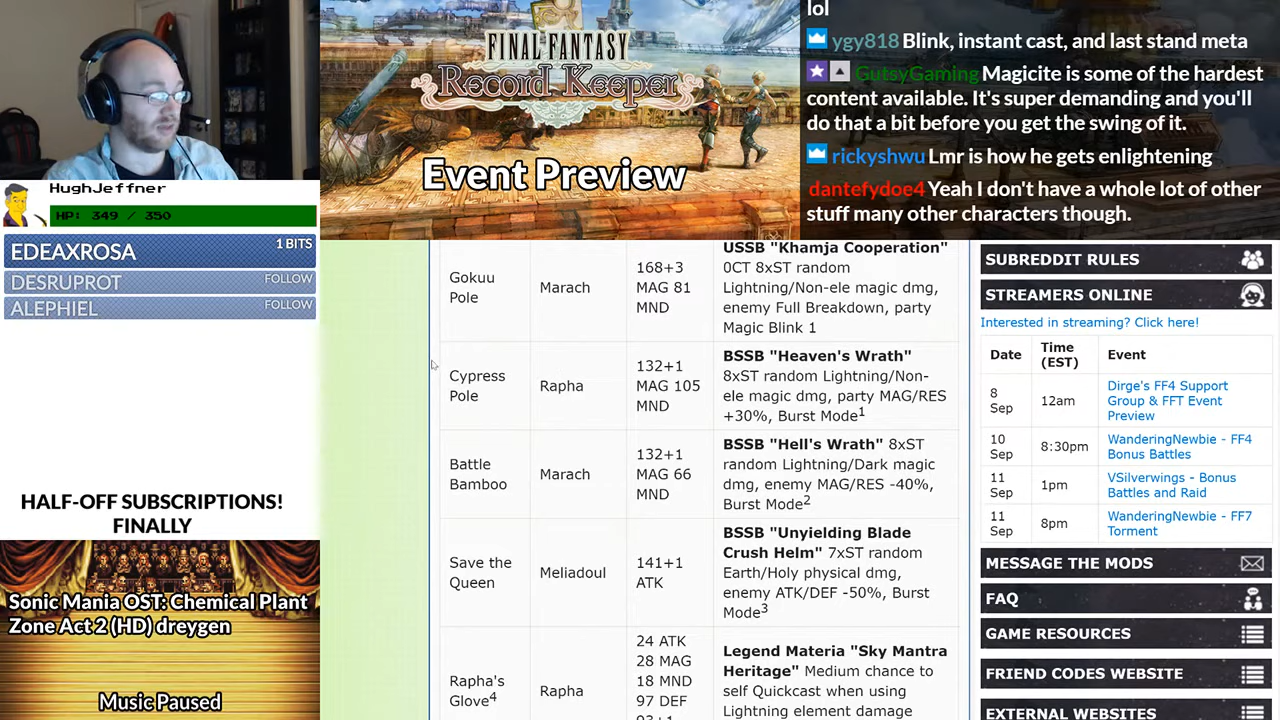 HughJeffner
HP: 349 / 350
EDEAXROSA 1 BITS
DESRUPROT FOLLOW
ALEPHIEL FOLLOW
HALF-OFF SUBSCRIPTIONS!
FINALLY
Sonic Mania OST: Chemical Plant
Zone Act 2 (HD) dreygen
Music Paused
FINAL FANTASY
Record Keeper
Event Preview
lol
ygy818 Blink, instant cast, and last stand meta
GutsyGaming Magicite is some of the hardest
content available. It's super demanding and you'll
do that a bit before you get the swing of it.
rickyshwu Lmr is how he gets enlightening
dantefydoe4 Yeah I don't have a whole lot of other
stuff many other characters though.
Gokuu
Pole
Marach
168+3
MAG 81
MND
USSB "Khamja Cooperation"
0CT 8xST random
Lightning/Non-ele magic dmg,
enemy Full Breakdown, party
Magic Blink 1
Cypress
Pole
Rapha
132+1
MAG 105
MND
BSSB "Heaven's Wrath"
8xST random Lightning/Non-
ele magic dmg, party MAG/RES
+30%, Burst Mode1
Battle
Bamboo
Marach
132+1
MAG 66
MND
BSSB "Hell's Wrath" 8xST
random Lightning/Dark magic
dmg, enemy MAG/RES -40%,
Burst Mode2
Save the
Queen
Meliadoul
141+1
ATK
BSSB "Unyielding Blade
Crush Helm" 7xST random
Earth/Holy physical dmg,
enemy ATK/DEF -50%, Burst
Mode3
Rapha's
Glove4
Rapha
24 ATK
28 MAG
18 MND
97 DEF
93+1
Legend Materia "Sky Mantra
Heritage" Medium chance to
self Quickcast when using
Lightning element damage
SUBREDDIT RULES
STREAMERS ONLINE
Interested in streaming? Click here!
Date
Time
(EST)
Event
8
Sep
12am
Dirge's FF4 Support
Group & FFT Event
Preview
10
Sep
8:30pm
WanderingNewbie - FF4
Bonus Battles
11
Sep
1pm
VSilverwings - Bonus
Battles and Raid
11
Sep
8pm
WanderingNewbie - FF7
Torment
MESSAGE THE MODS
FAQ
GAME RESOURCES
FRIEND CODES WEBSITE
EXTERNAL WEBSITES